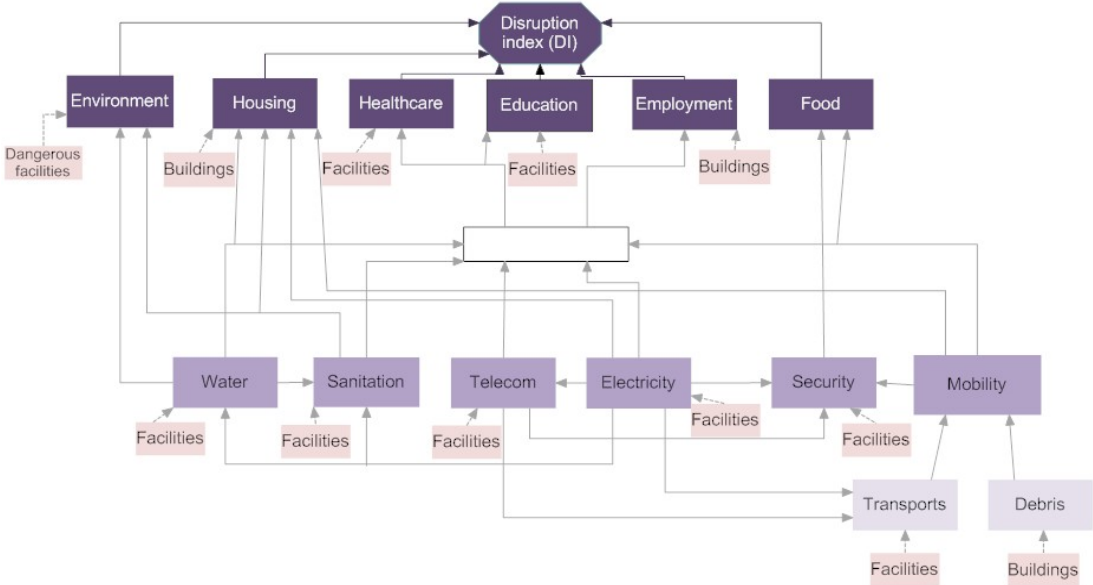 Disruption
index (DI)
Environment
Housing
Healthcare
Education
Employment
Food
Dangerous
facilities
Buildings
Facilities
Facilities
Buildings
Water
Sanitation
Telecom
Electricity
Security
Mobility
Facilities
Facilities
Facilities
Facilities
Facilities
Transports
Debris
Facilities
Buildings